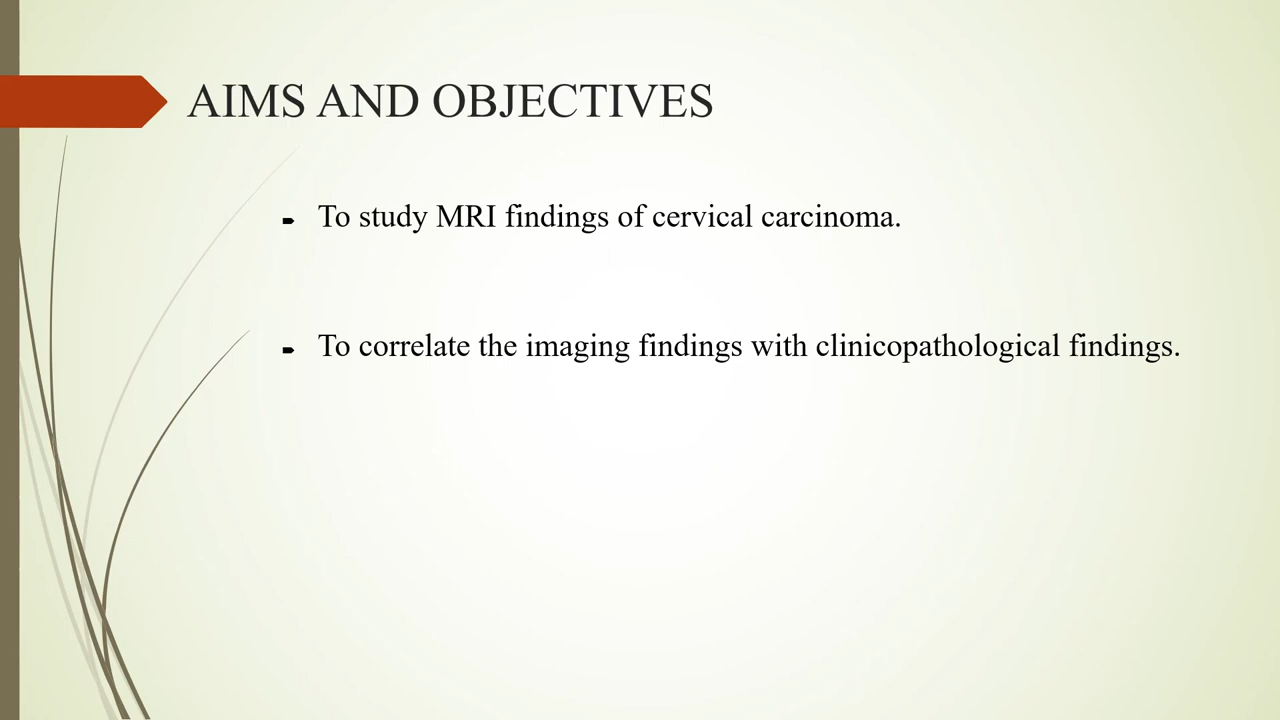 AIMS AND OBJECTIVES
To study MRI findings of cervical carcinoma.
To correlate the imaging findings with clinicopathological findings.